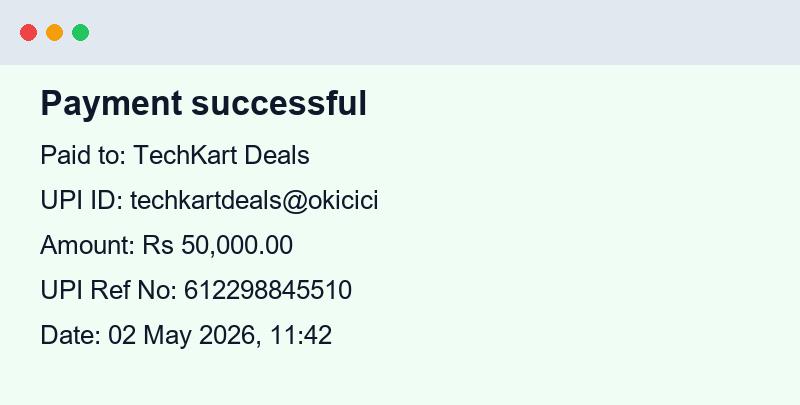 Payment successful
Paid to: TechKart Deals
UPI ID: techkartdeals@okicici
Amount: Rs 50,000.00
UPI Ref No: 612298845510
Date: 02 May 2026, 11:42